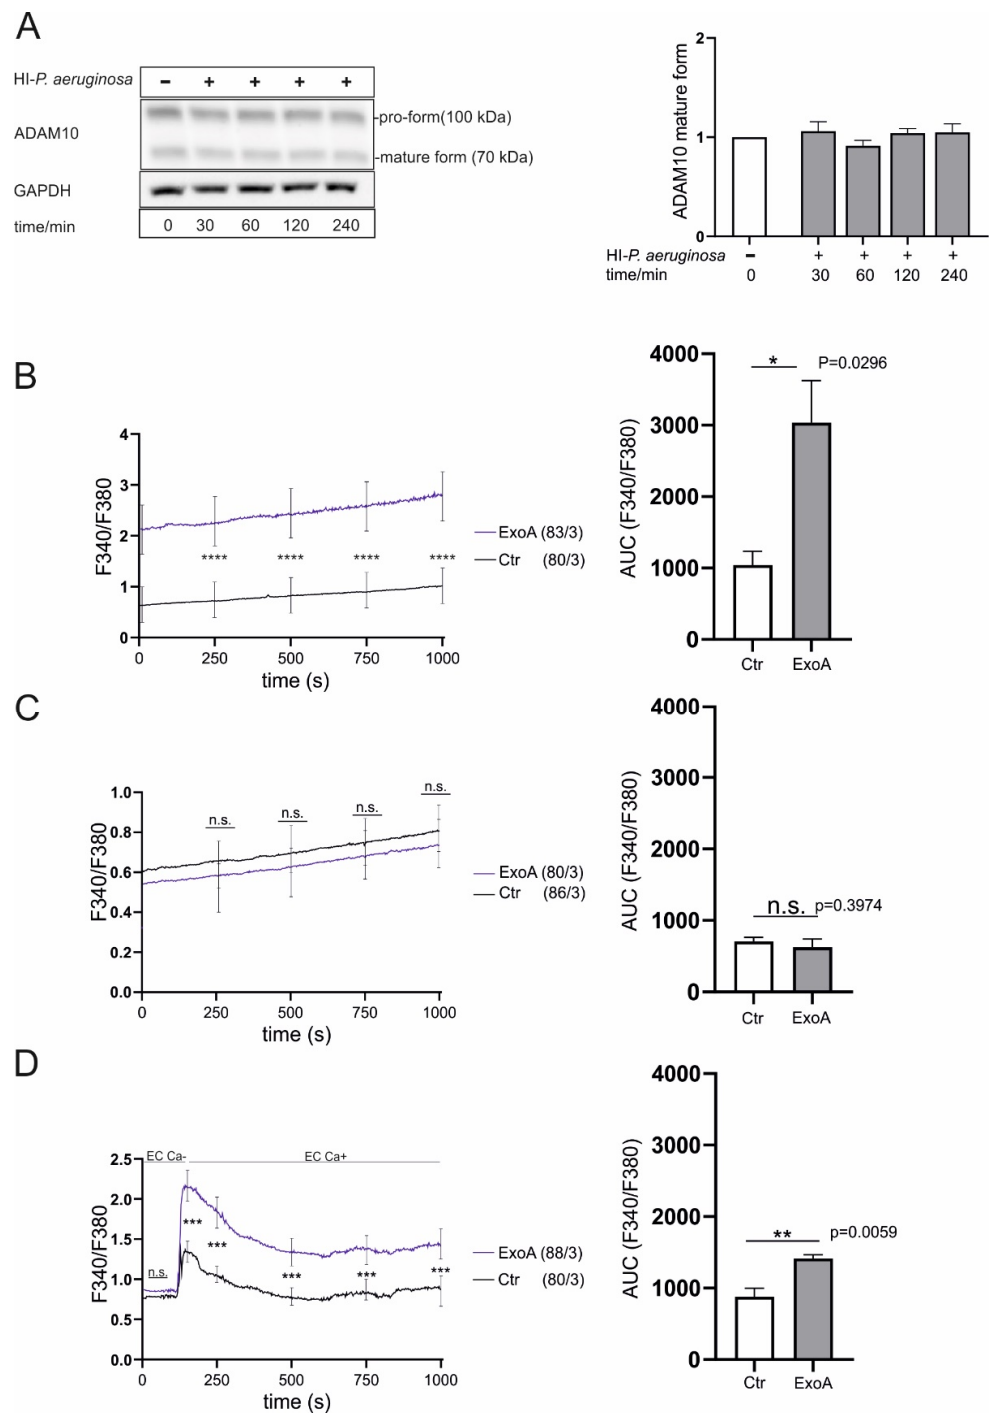 A
HI-P. aeruginosa - + + + +
ADAM10
-pro-form(100 kDa)
-mature form (70 kDa)
GAPDH
time/min 0 30 60 120 240
ADAM10 mature form
2
1
0
HI-P. aeruginosa - + + + +
time/min 0 30 60 120 240
B
F340/F380
4
3
2
1
0
**** **** **** ****
0 250 500 750 1000
time (s)
ExoA (83/3)
Ctr (80/3)
AUC (F340/F380)
4000
3000
2000
1000
0
* P=0.0296
Ctr ExoA
C
F340/F380
1.0
0.8
0.6
0.4
0.2
0.0
n.s. n.s. n.s. n.s.
0 250 500 750 1000
time (s)
ExoA (80/3)
Ctr (86/3)
AUC (F340/F380)
4000
3000
2000
1000
0
n.s. p=0.3974
Ctr ExoA
D
EC Ca- EC Ca+
F340/F380
2.5
2.0
1.5
1.0
0.5
0.0
n.s. *** *** *** *** ***
0 250 500 750 1000
time (s)
ExoA (88/3)
Ctr (80/3)
AUC (F340/F380)
4000
3000
2000
1000
0
** p=0.0059
Ctr ExoA